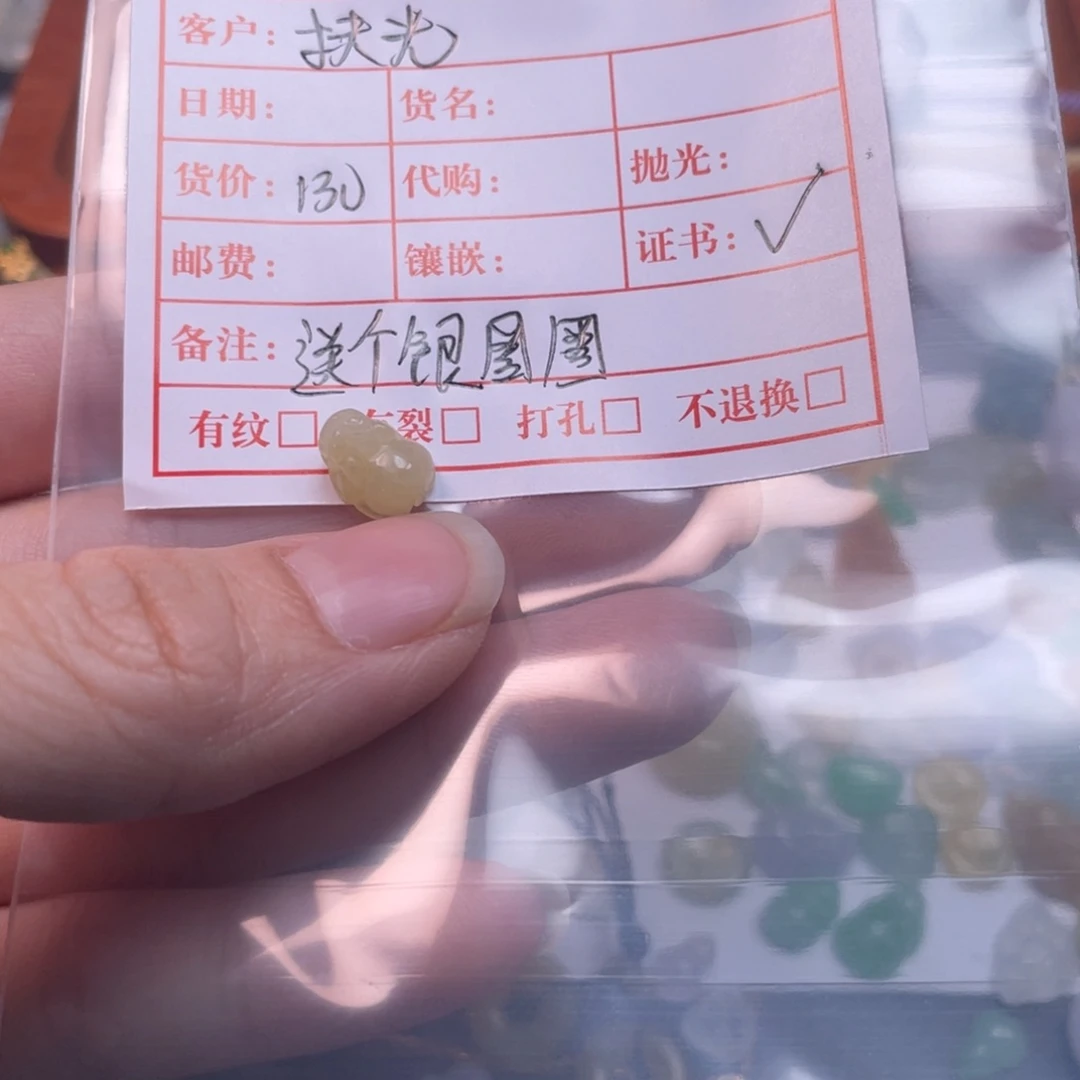 客户: 扶光
日期: 货名:
货价: 130 代购: 抛光:
邮费: 镶嵌: 证书: ✓
备注: 送个银圈圈
有纹□ 裂□ 打孔□ 不退换□